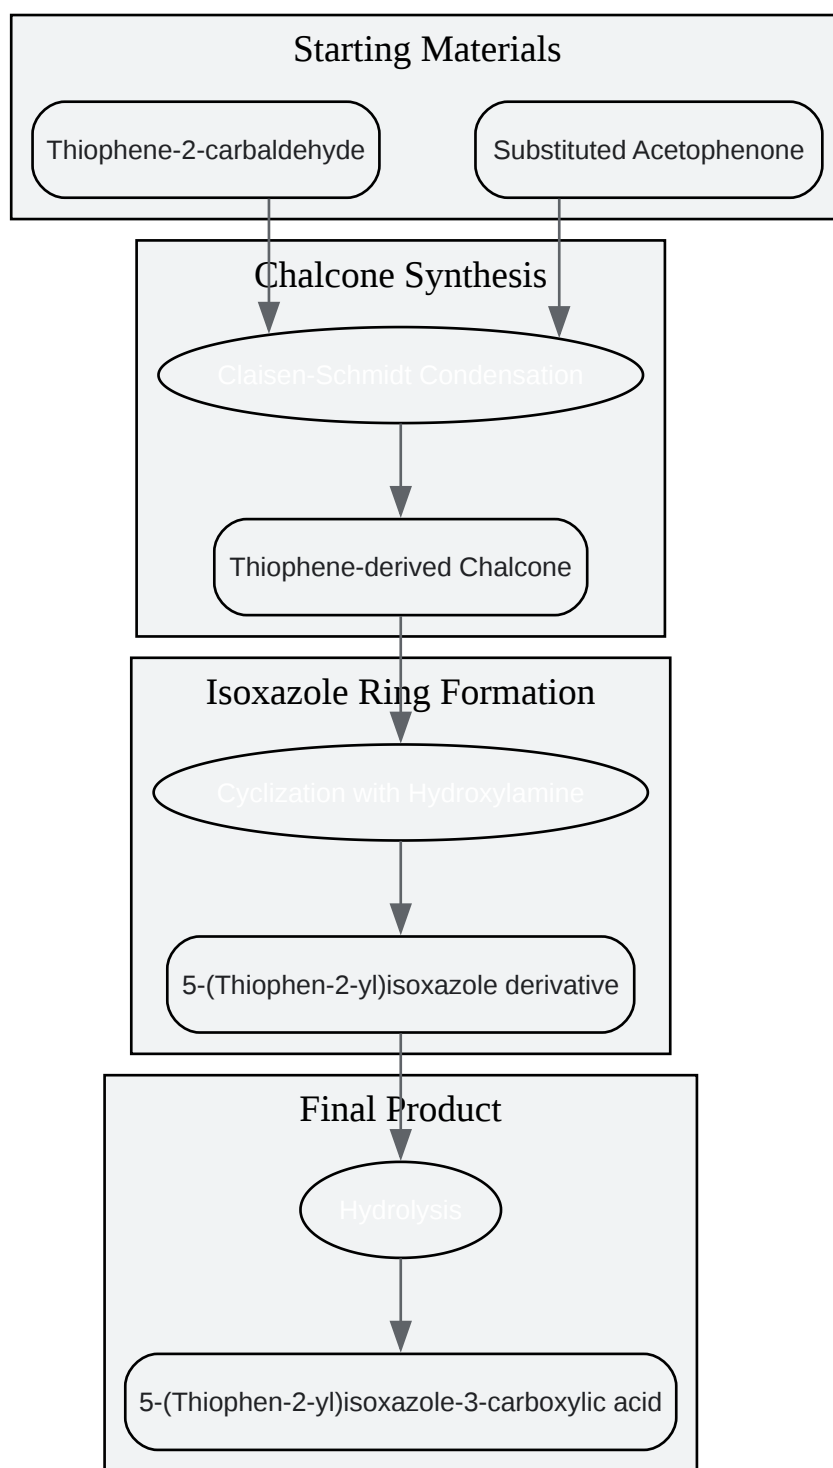 Starting Materials
Thiophene-2-carbaldehyde
Substituted Acetophenone
Chalcone Synthesis
Claisen-Schmidt Condensation
Thiophene-derived Chalcone
Isoxazole Ring Formation
Cyclization with Hydroxylamine
5-(Thiophen-2-yl)isoxazole derivative
Final Product
Hydrolysis
5-(Thiophen-2-yl)isoxazole-3-carboxylic acid